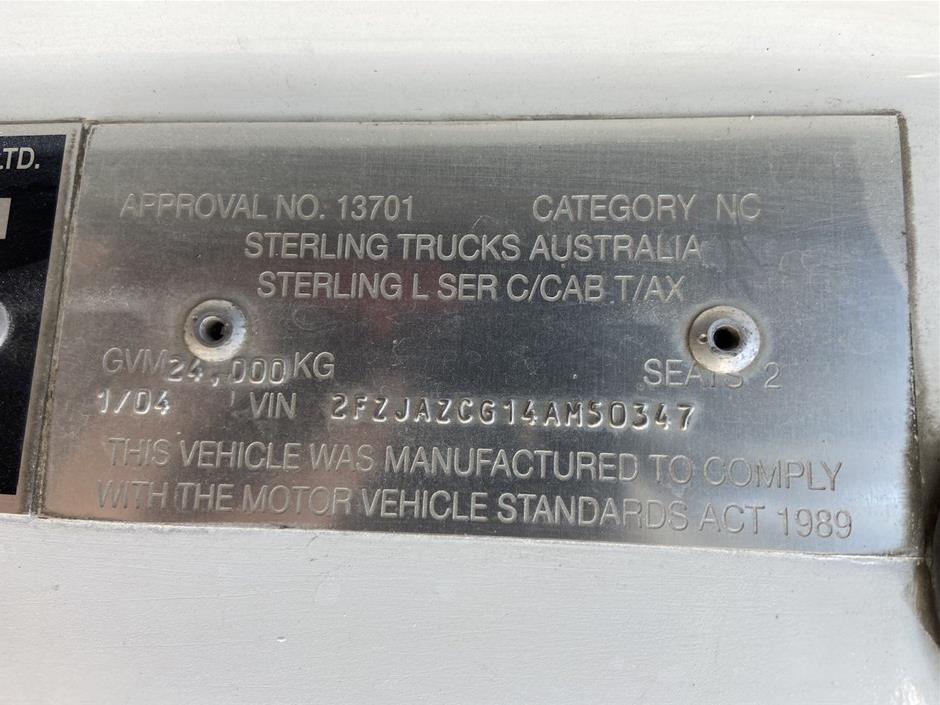 LTD.
APPROVAL NO. 13701 CATEGORY NC
STERLING TRUCKS AUSTRALIA
STERLING L SER C/CAB T/AX
GVM 24,000 KG SEATS 2
1/04 VIN 2FZJAZCG14AM50347
THIS VEHICLE WAS MANUFACTURED TO COMPLY
WITH THE MOTOR VEHICLE STANDARDS ACT 1989